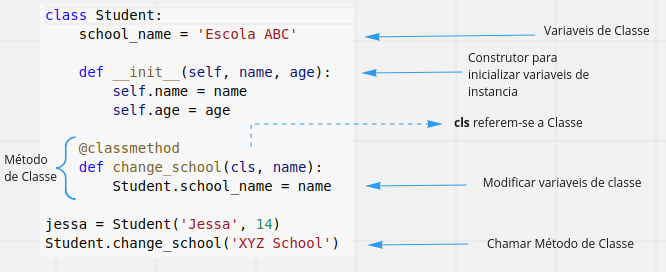 class Student:
school_name = 'Escola ABC'
Variaveis de Classe
def __init__(self, name, age):
self.name = name
self.age = age
Construtor para
inicializar variaveis de
instancia
cls referem-se a Classe
Método
de Classe
@classmethod
def change_school(cls, name):
Student.school_name = name
Modificar variaveis de classe
jessa = Student('Jessa', 14)
Student.change_school('XYZ School')
Chamar Método de Classe